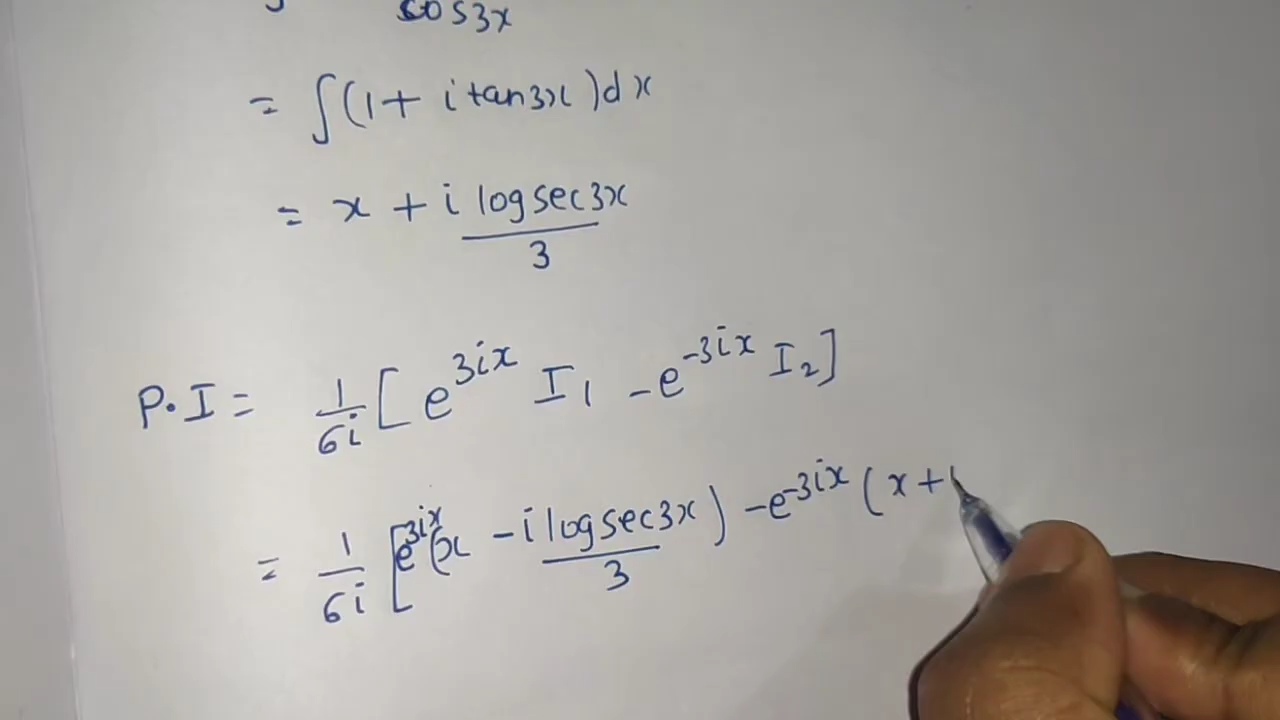 cos3x
= ∫(1 + i tan3x)dx
= x + i log sec3x / 3
P.I = 1/6i [e^3ix I₁ - e^-3ix I₂]
= 1/6i [e^3ix (x - i log sec3x / 3) - e^-3ix (x +